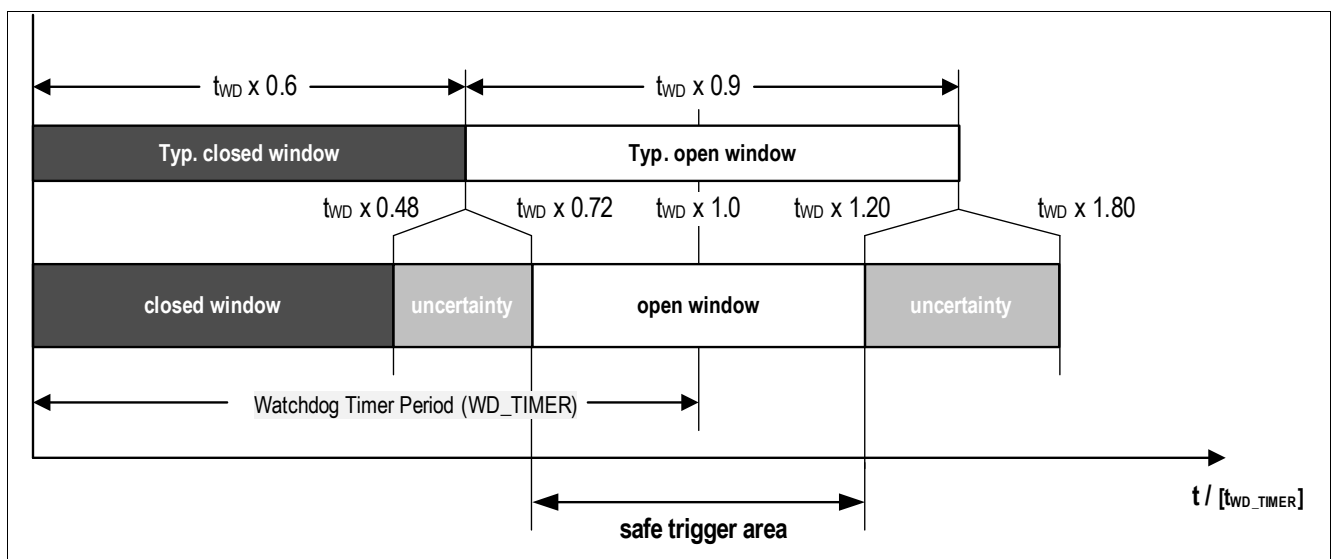 tWD x 0.6
tWD x 0.9
Typ. closed window
Typ. open window
tWD x 0.48
tWD x 0.72
tWD x 1.0
tWD x 1.20
tWD x 1.80
closed window
uncertainty
open window
uncertainty
Watchdog Timer Period (WD_TIMER)
t / [tWD_TIMER]
safe trigger area